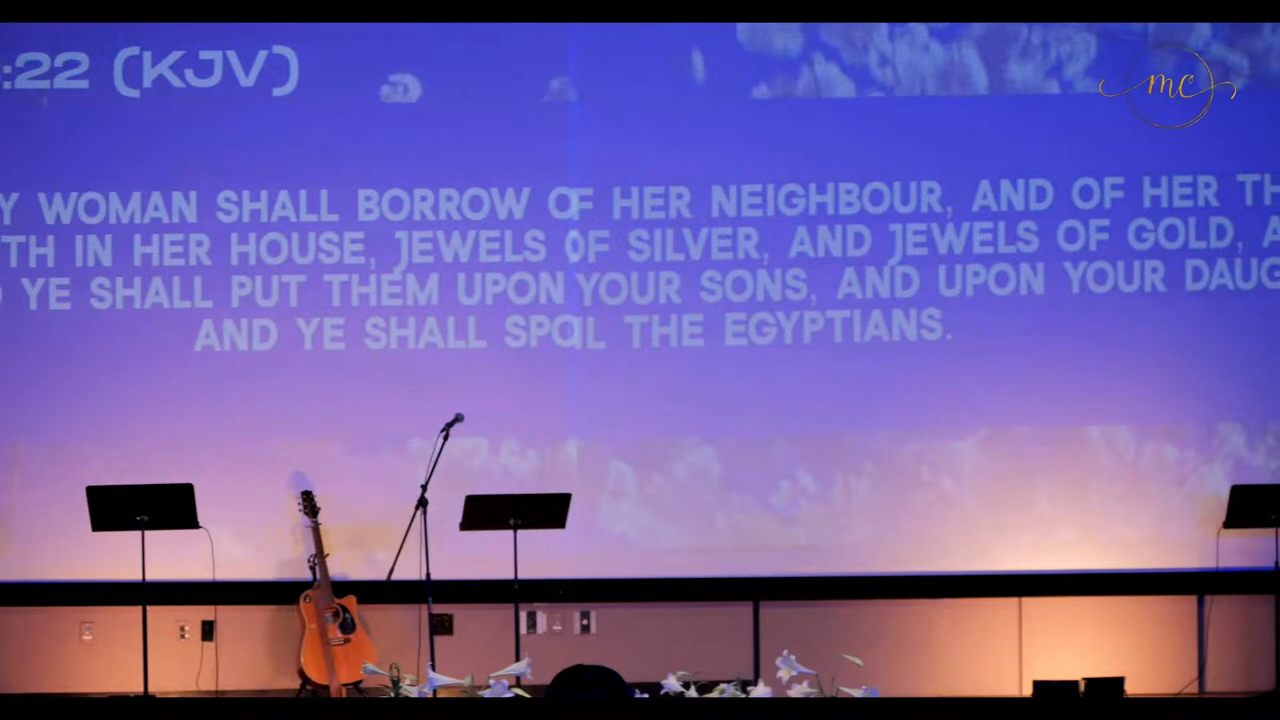 :22 (KJV)
mc
Y WOMAN SHALL BORROW OF HER NEIGHBOUR, AND OF HER TH
TH IN HER HOUSE, JEWELS OF SILVER, AND JEWELS OF GOLD, A
YE SHALL PUT THEM UPON YOUR SONS, AND UPON YOUR DAUG
AND YE SHALL SPOIL THE EGYPTIANS.